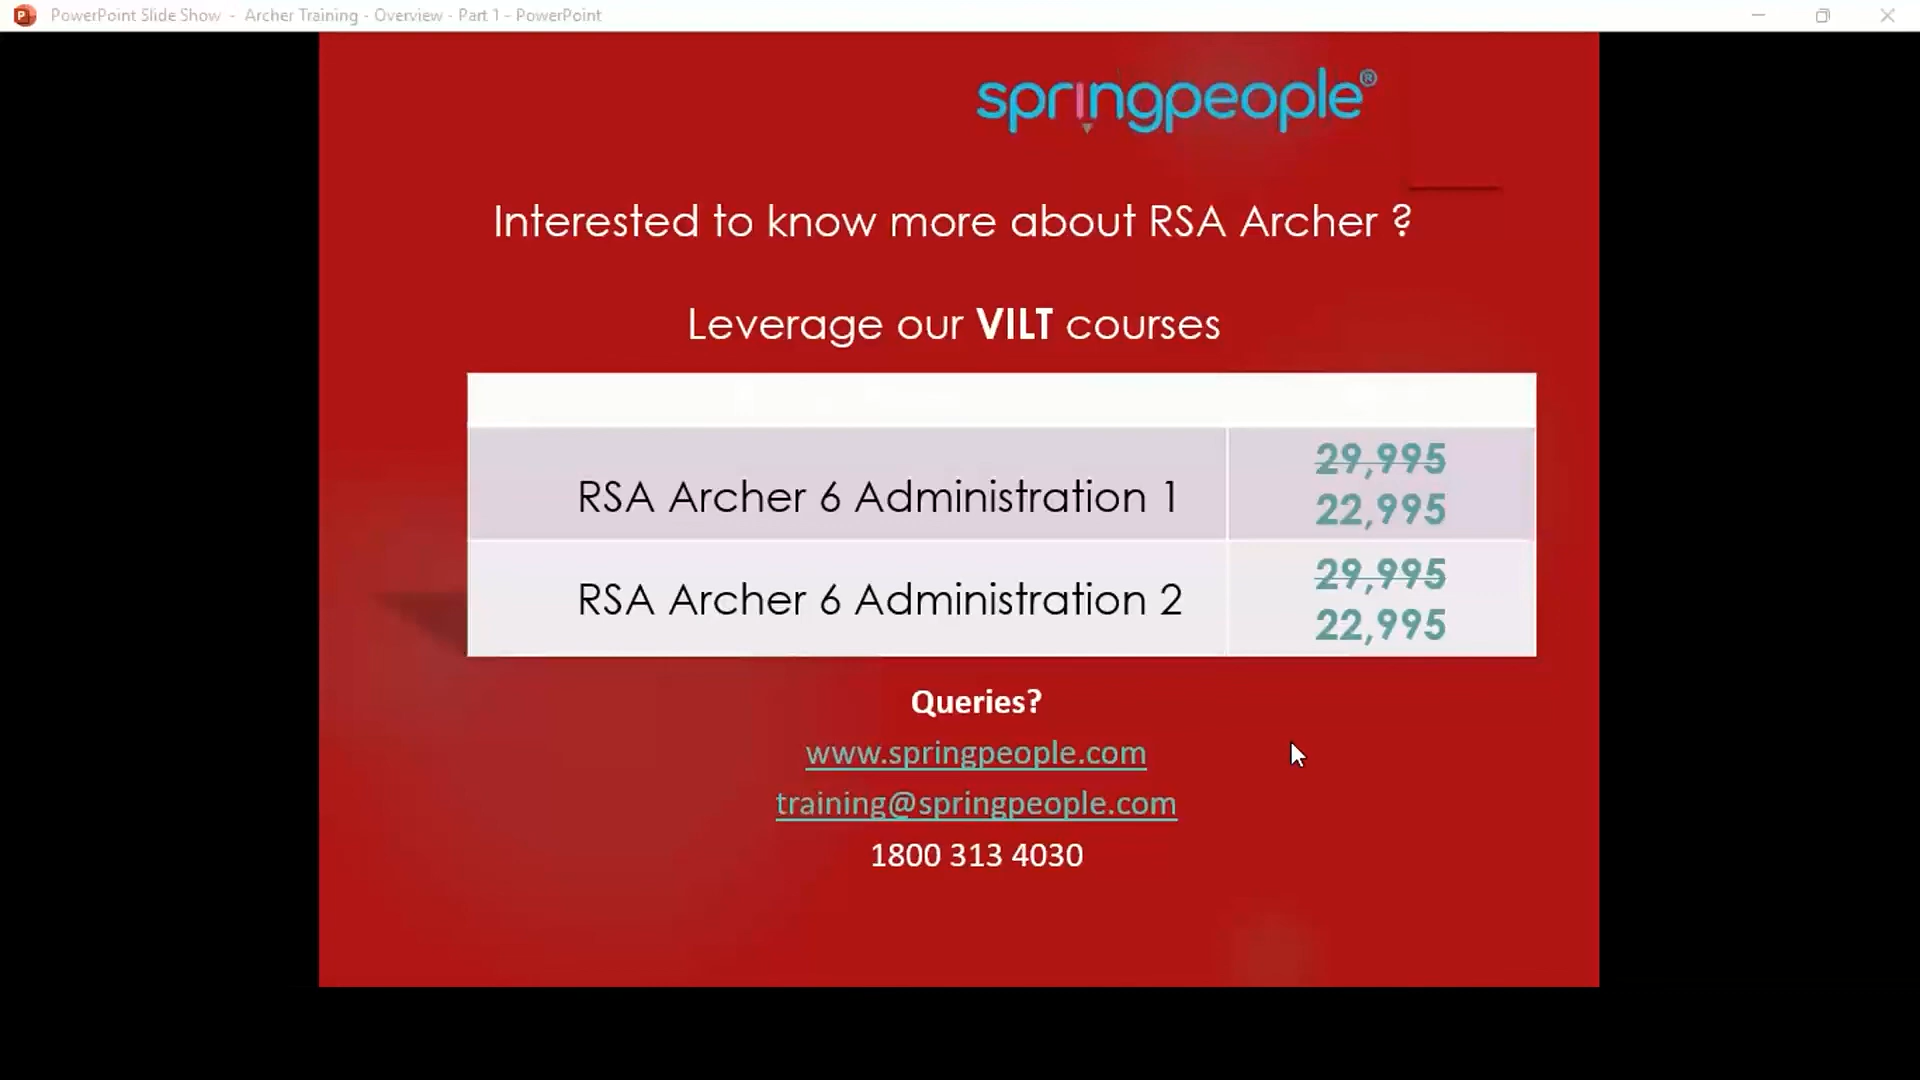 PowerPoint Slide Show - Archer Training - Overview - Part 1 - PowerPoint
springpeople®
Interested to know more about RSA Archer ?
Leverage our VILT courses
RSA Archer 6 Administration 1
29,995
22,995
RSA Archer 6 Administration 2
29,995
22,995
Queries?
www.springpeople.com
training@springpeople.com
1800 313 4030